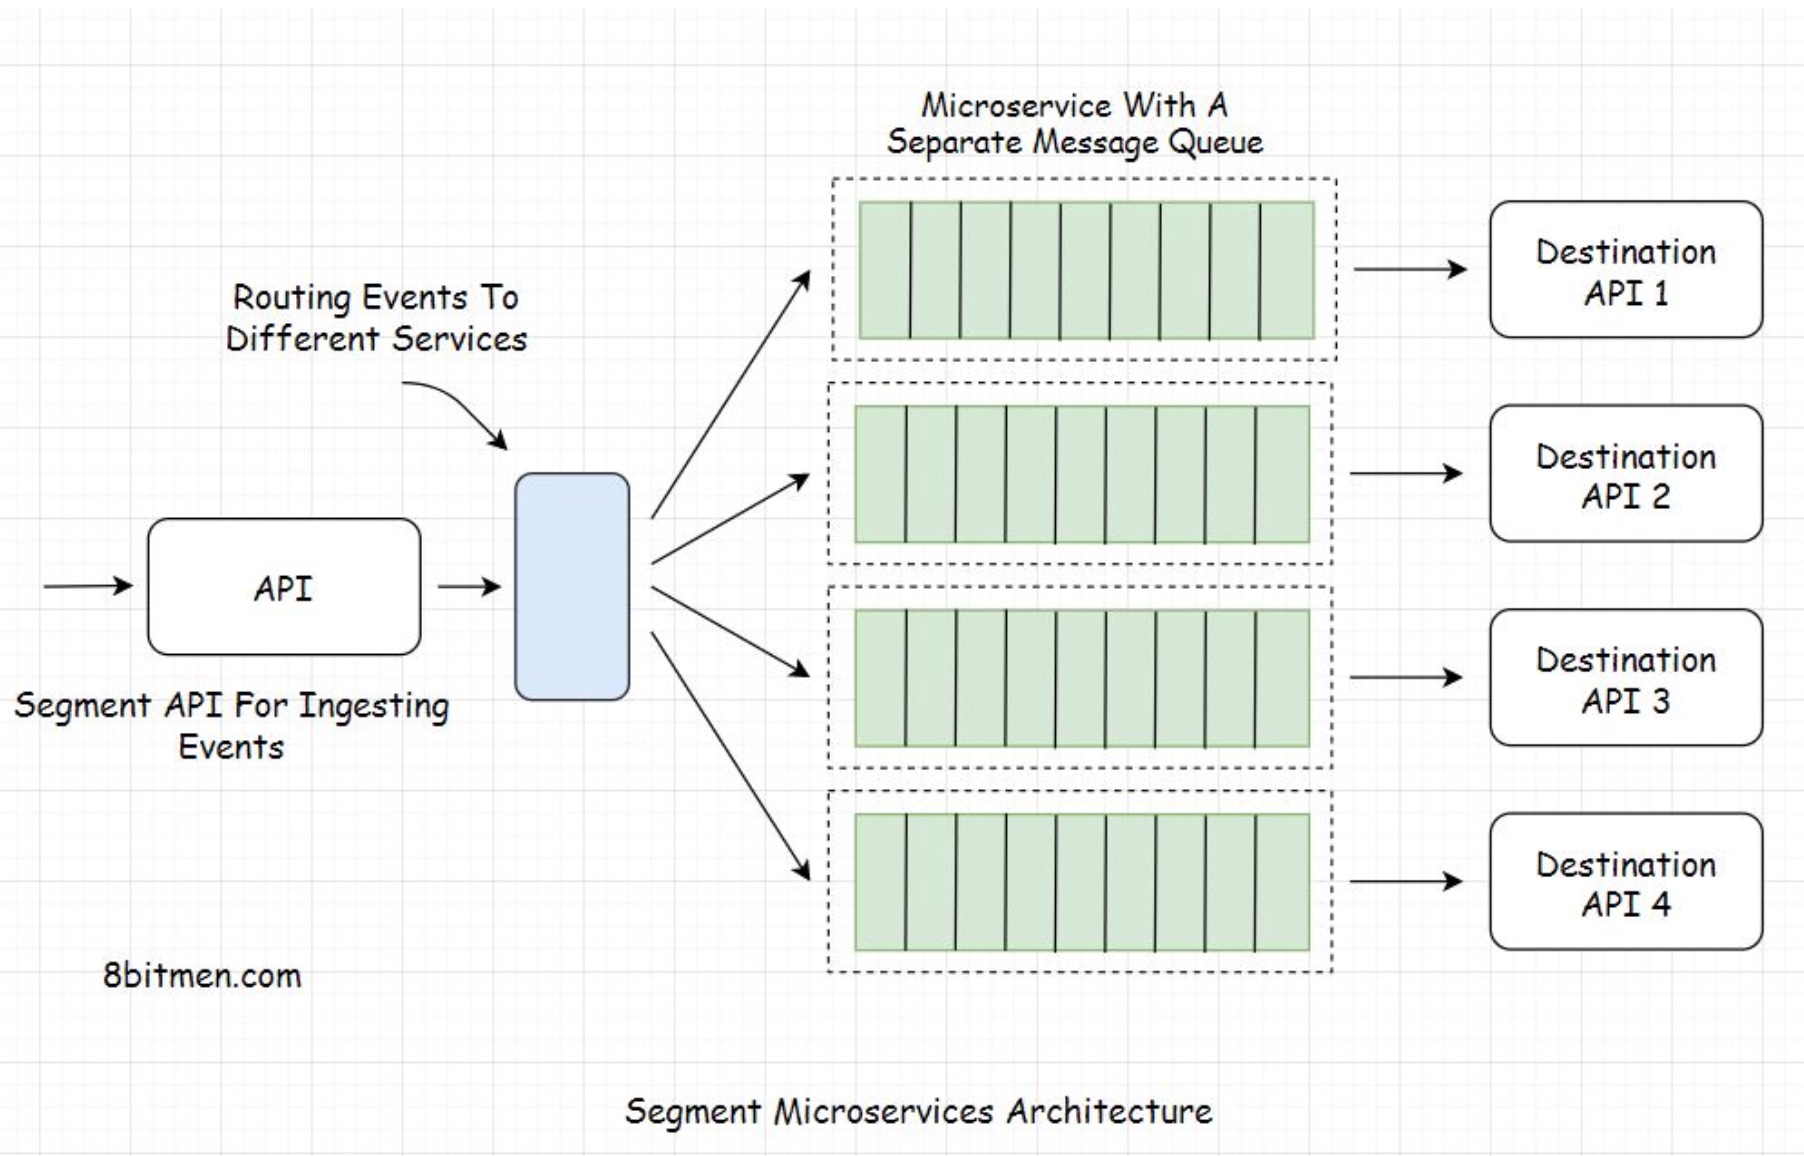 Microservice With A
Separate Message Queue
Routing Events To
Different Services
API
Segment API For Ingesting
Events
Destination
API 1
Destination
API 2
Destination
API 3
Destination
API 4
8bitmen.com
Segment Microservices Architecture